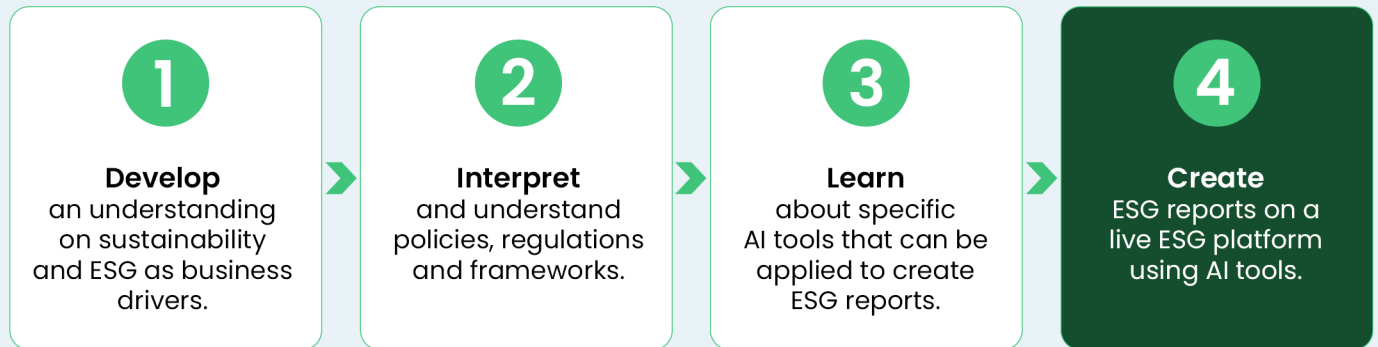 1
Develop
an understanding
on sustainability
and ESG as business
drivers.
2
Interpret
and understand
policies, regulations
and frameworks.
3
Learn
about specific
AI tools that can be
applied to create
ESG reports.
4
Create
ESG reports on a
live ESG platform
using AI tools.